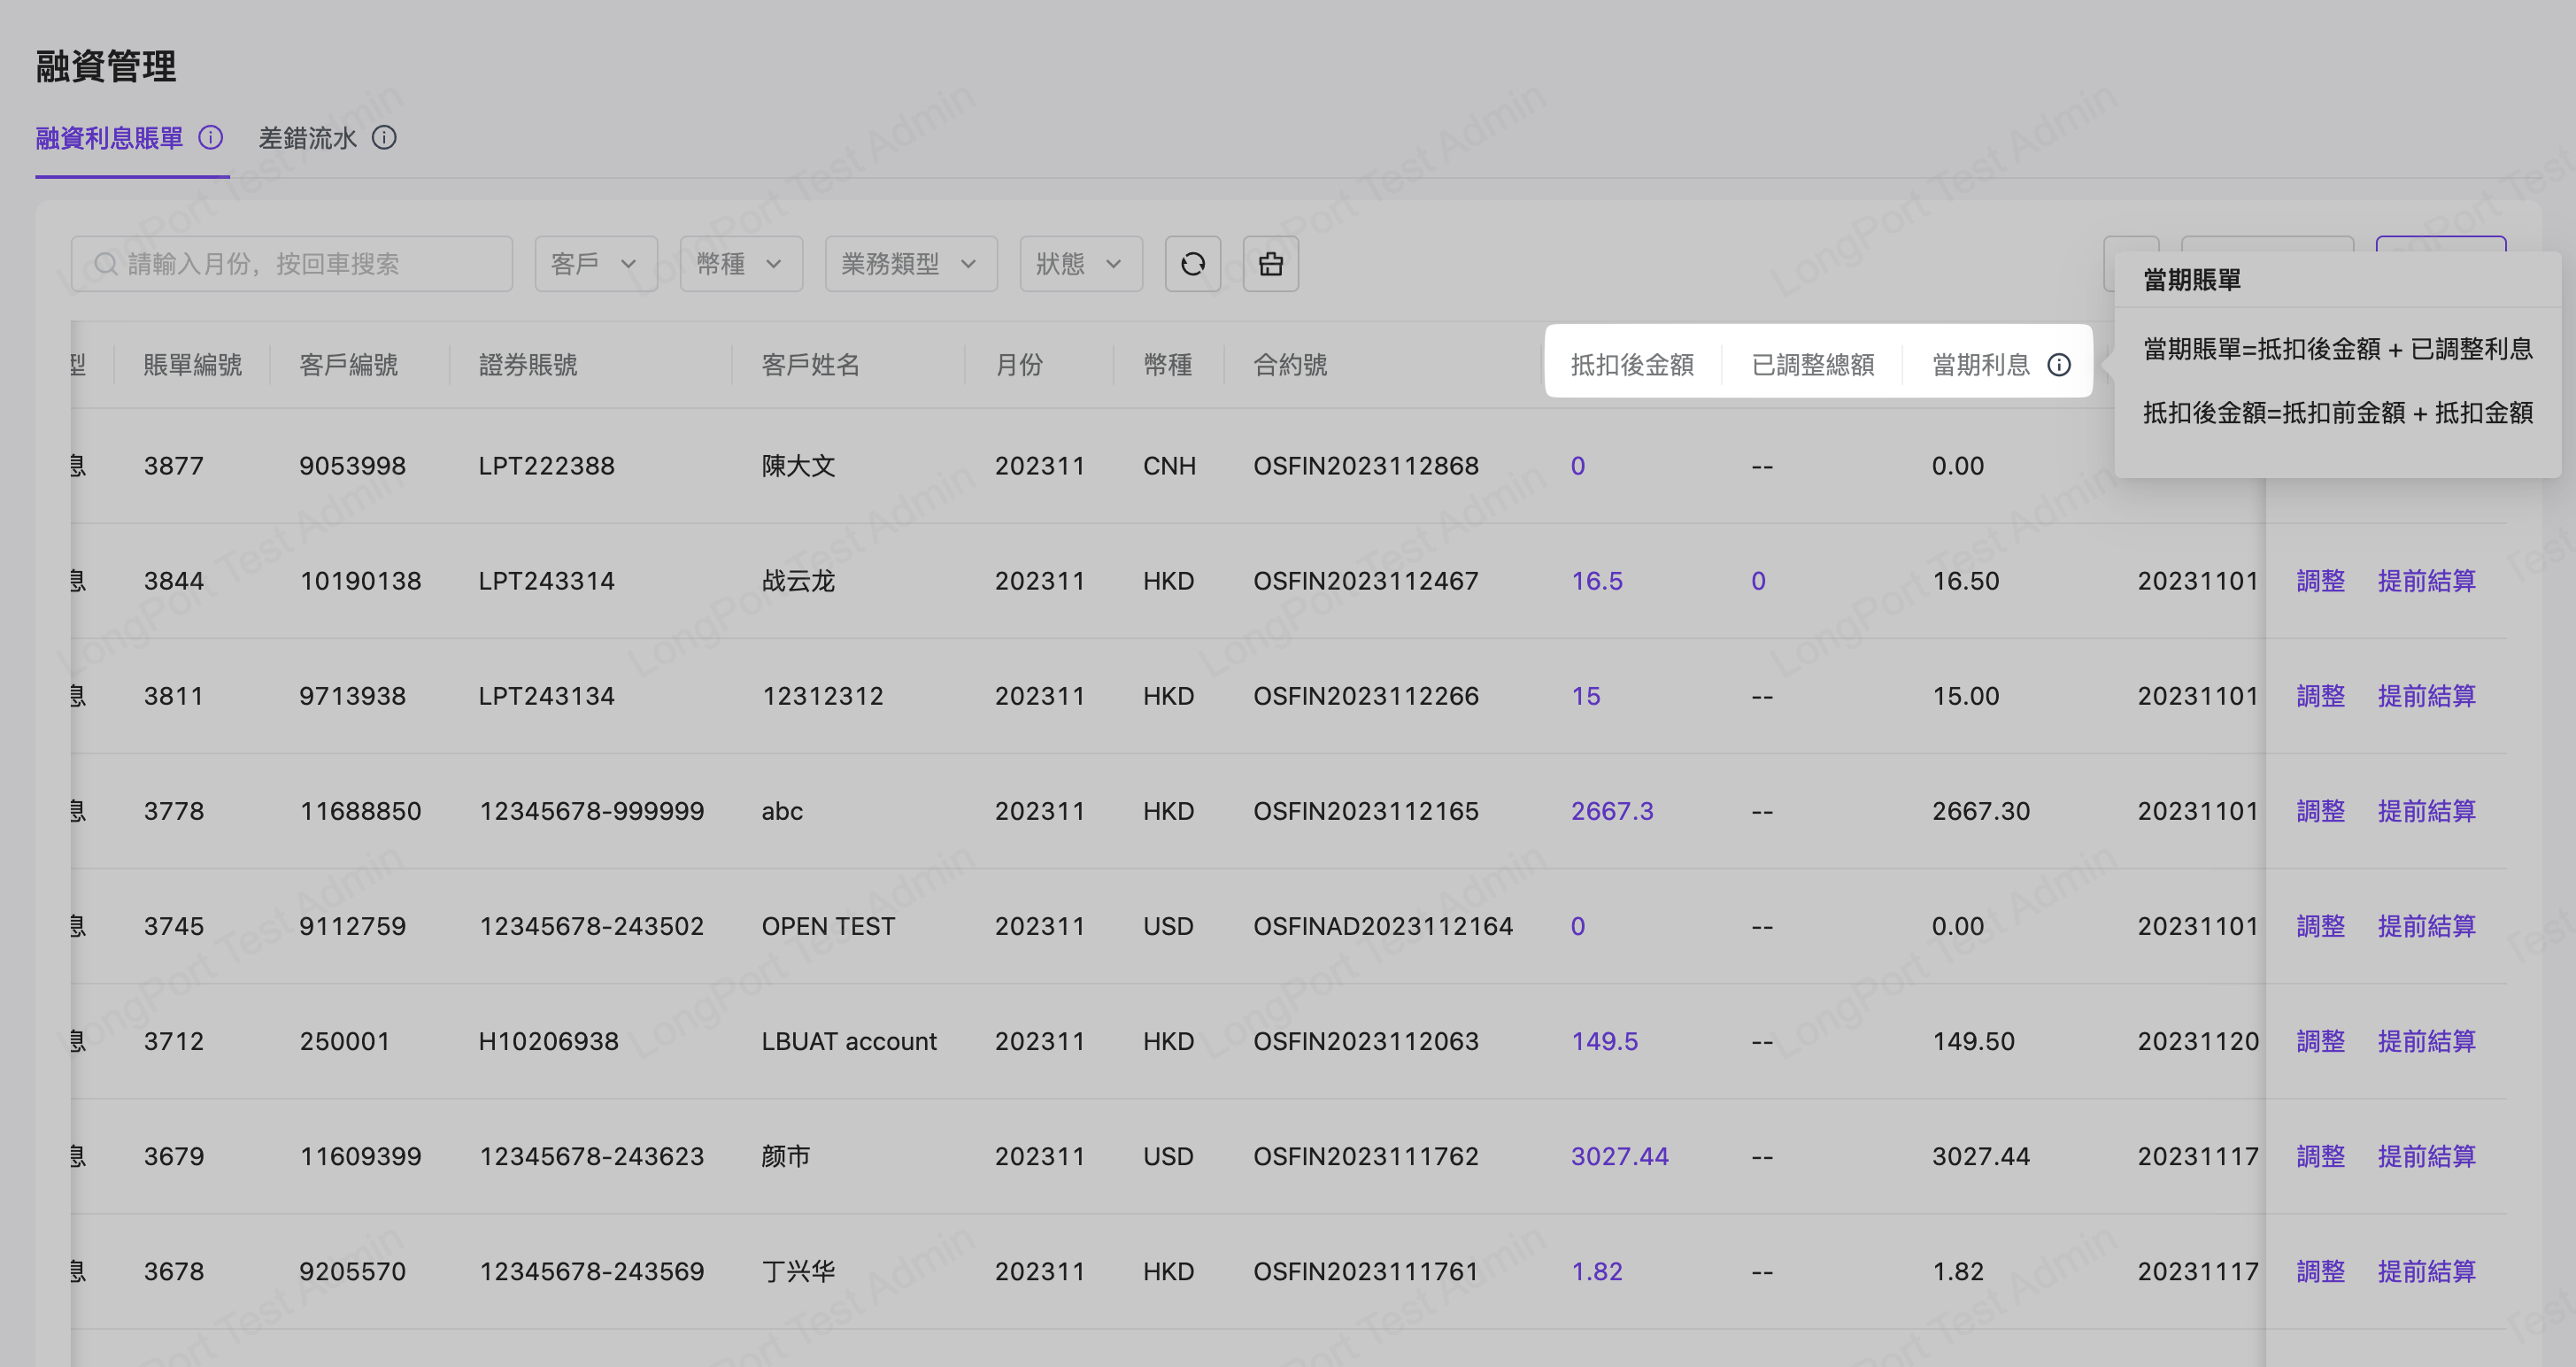 融資管理
融資利息賬單 差錯流水
請輸入月份，按回車搜索 客戶 幣種 業務類型 狀態
當期賬單
當期賬單=抵扣後金額 + 已調整利息
抵扣後金額=抵扣前金額 + 抵扣金額
型 賬單編號 客戶編號 證券賬號 客戶姓名 月份 幣種 合約號 抵扣後金額 已調整總額 當期利息
息 3877 9053998 LPT222388 陳大文 202311 CNH OSFIN2023112868 0 -- 0.00
息 3844 10190138 LPT243314 战云龙 202311 HKD OSFIN2023112467 16.5 0 16.50 20231101 調整 提前結算
息 3811 9713938 LPT243134 12312312 202311 HKD OSFIN2023112266 15 -- 15.00 20231101 調整 提前結算
息 3778 11688850 12345678-999999 abc 202311 HKD OSFIN2023112165 2667.3 -- 2667.30 20231101 調整 提前結算
息 3745 9112759 12345678-243502 OPEN TEST 202311 USD OSFINAD2023112164 0 -- 0.00 20231101 調整 提前結算
息 3712 250001 H10206938 LBUAT account 202311 HKD OSFIN2023112063 149.5 -- 149.50 20231120 調整 提前結算
息 3679 11609399 12345678-243623 颜市 202311 USD OSFIN2023111762 3027.44 -- 3027.44 20231117 調整 提前結算
息 3678 9205570 12345678-243569 丁兴华 202311 HKD OSFIN2023111761 1.82 -- 1.82 20231117 調整 提前結算
LongPort Test Admin